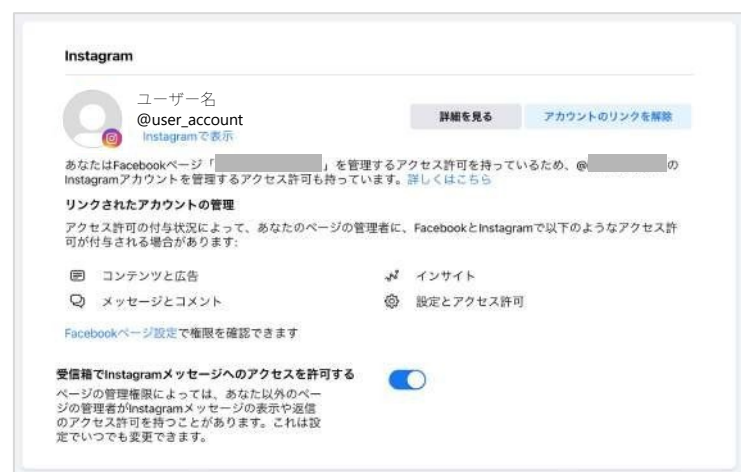 Instagram
ユーザー名
@user_account
Instagramで表示
詳細を見る
アカウントのリンクを解除
あなたはFacebookページ「 」を管理するアクセス許可を持っているため、@ の
Instagramアカウントを管理するアクセス許可も持っています。詳しくはこちら
リンクされたアカウントの管理
アクセス許可の付与状況によって、あなたのページの管理者に、FacebookとInstagramで以下のようなアクセス許
可が付与される場合があります:
コンテンツと広告
インサイト
メッセージとコメント
設定とアクセス許可
Facebookページ設定で権限を確認できます
受信箱でInstagramメッセージへのアクセスを許可する
ページの管理権限によっては、あなた以外のペー
ジの管理者がInstagramメッセージの表示や返信
のアクセス許可を持つことがあります。これは設
定でいつでも変更できます。